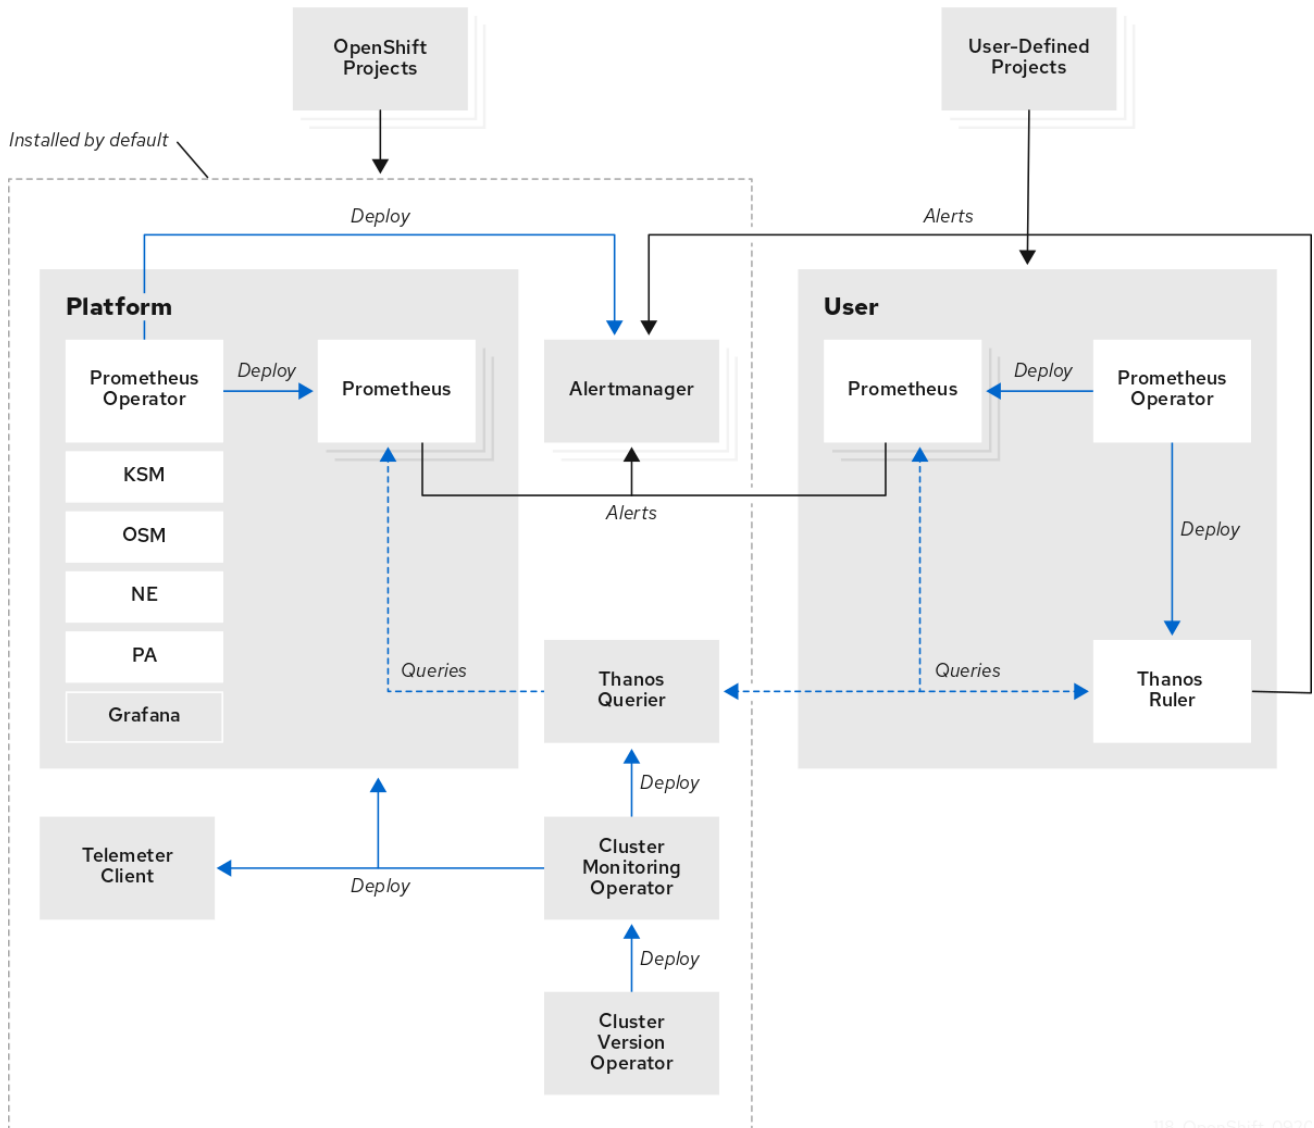 OpenShift
Projects
User-Defined
Projects
Installed by default
Deploy
Alerts
Platform
User
Prometheus
Operator
Deploy
Prometheus
Alertmanager
Prometheus
Deploy
Prometheus
Operator
KSM
OSM
NE
PA
Grafana
Alerts
Deploy
Queries
Thanos
Querier
Queries
Thanos
Ruler
Deploy
Telemeter
Client
Deploy
Cluster
Monitoring
Operator
Deploy
Cluster
Version
Operator